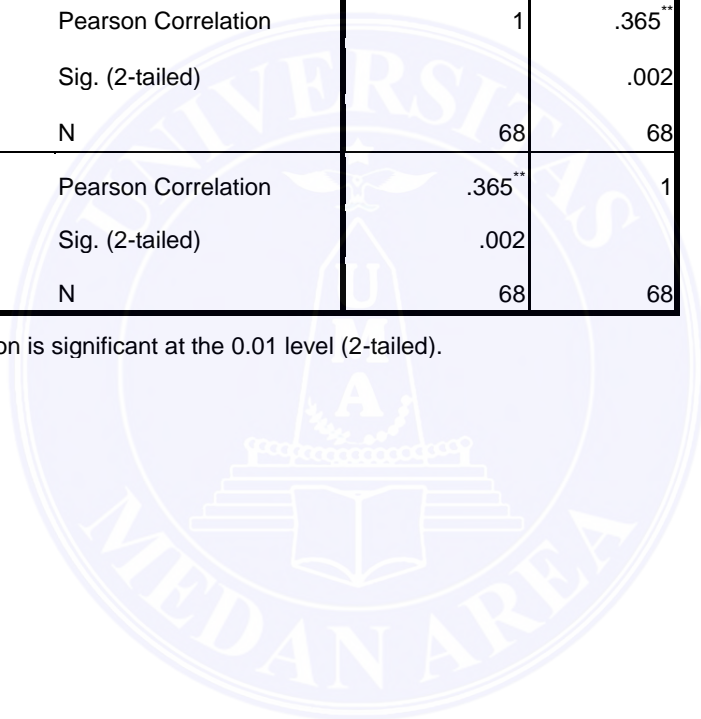 Pearson Correlation 1 .365**
Sig. (2-tailed) .002
N 68 68
Pearson Correlation .365** 1
Sig. (2-tailed) .002
N 68 68
on is significant at the 0.01 level (2-tailed).
UNIVERSITAS
U
M
A
MEDAN AREA